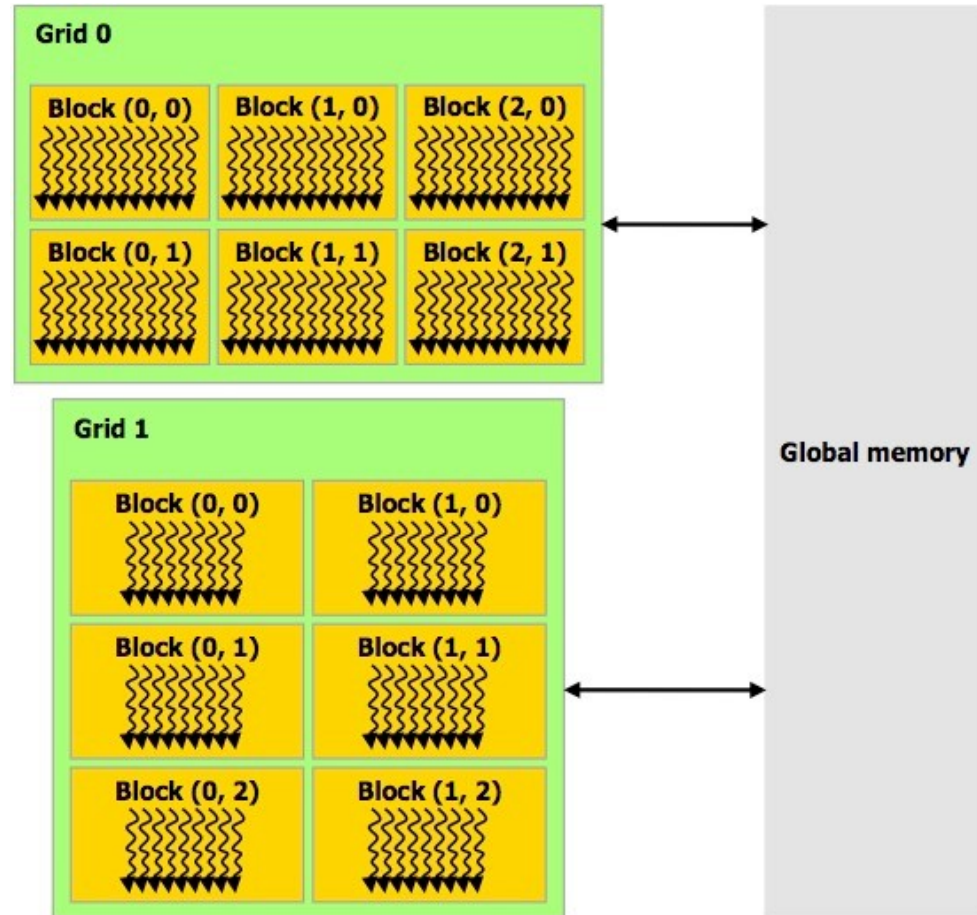 Grid 0
Block (0, 0) Block (1, 0) Block (2, 0)
Block (0, 1) Block (1, 1) Block (2, 1)
Grid 1
Global memory
Block (0, 0) Block (1, 0)
Block (0, 1) Block (1, 1)
Block (0, 2) Block (1, 2)